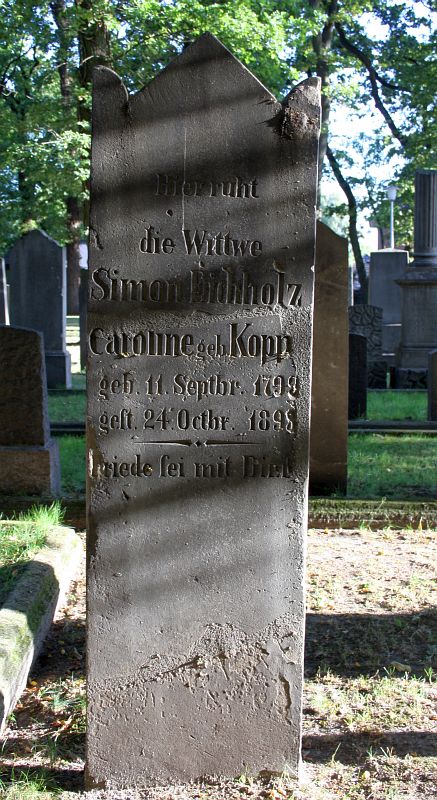 Hier ruht
die Wittwe
Simon Eichholz
Caroline geb. Kopp
geb. 11. Septbr. 1798
gest. 24. Octbr. 1898
Friede sei mit Dir!